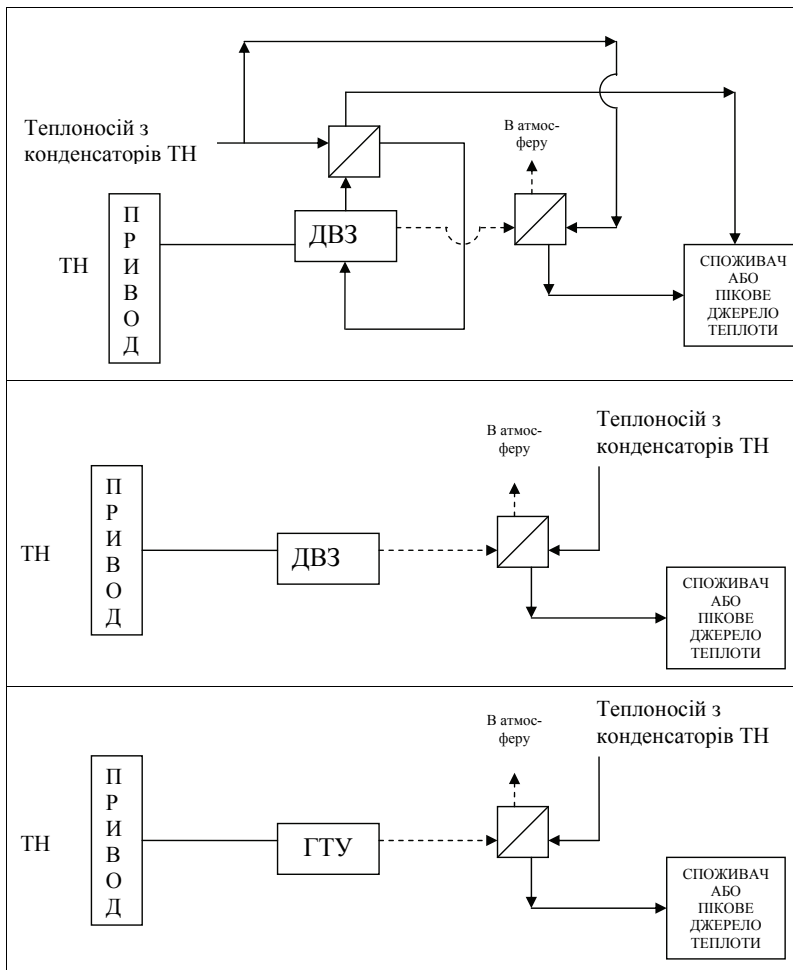 Теплоносій з
конденсаторів ТН
В атмос-
феру
ТН
П
Р
И
В
О
Д
ДВЗ
СПОЖИВАЧ
АБО
ПІКОВЕ
ДЖЕРЕЛО
ТЕПЛОТИ
Теплоносій з
конденсаторів ТН
В атмос-
феру
ТН
П
Р
И
В
О
Д
ДВЗ
СПОЖИВАЧ
АБО
ПІКОВЕ
ДЖЕРЕЛО
ТЕПЛОТИ
Теплоносій з
конденсаторів ТН
В атмос-
феру
ТН
П
Р
И
В
О
Д
ГТУ
СПОЖИВАЧ
АБО
ПІКОВЕ
ДЖЕРЕЛО
ТЕПЛОТИ